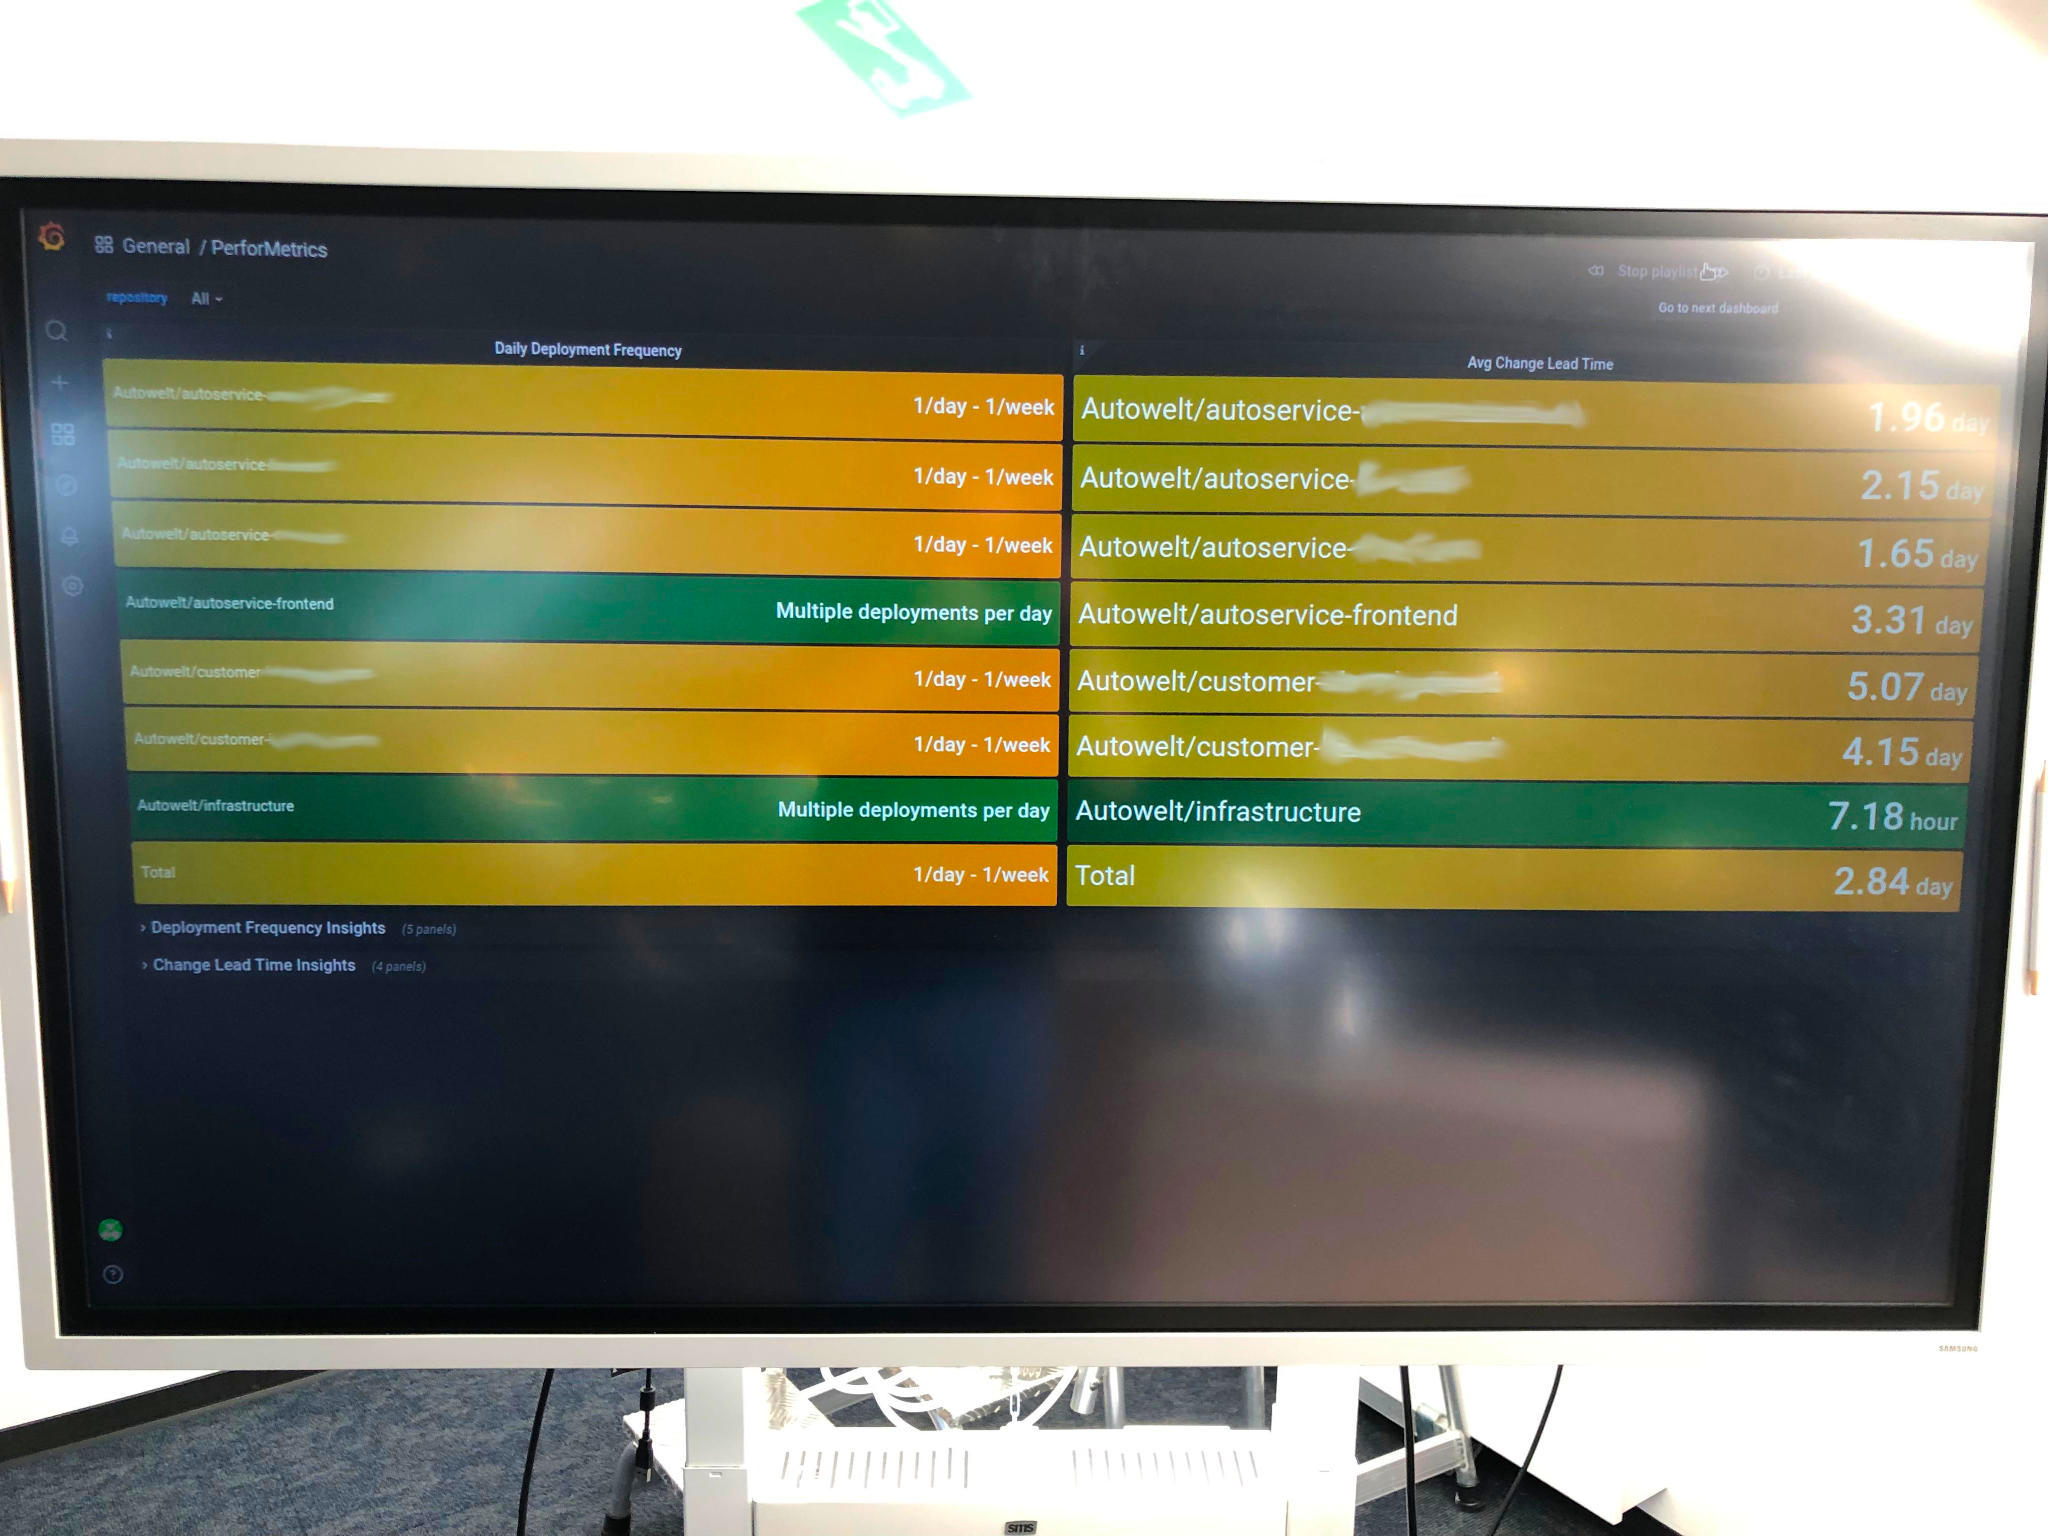 General / PerforMetrics
Stop playlist
repository All
Go to next dashboard
Daily Deployment Frequency
Autowelt/autoservice- 1/day - 1/week
Autowelt/autoservice- 1/day - 1/week
Autowelt/autoservice- 1/day - 1/week
Autowelt/autoservice-frontend Multiple deployments per day
Autowelt/customer- 1/day - 1/week
Autowelt/customer- 1/day - 1/week
Autowelt/infrastructure Multiple deployments per day
Total 1/day - 1/week
Avg Change Lead Time
Autowelt/autoservice- 1.96 day
Autowelt/autoservice- 2.15 day
Autowelt/autoservice- 1.65 day
Autowelt/autoservice-frontend 3.31 day
Autowelt/customer- 5.07 day
Autowelt/customer- 4.15 day
Autowelt/infrastructure 7.18 hour
Total 2.84 day
› Deployment Frequency Insights (5 panels)
› Change Lead Time Insights (4 panels)
SAMSUNG
sms